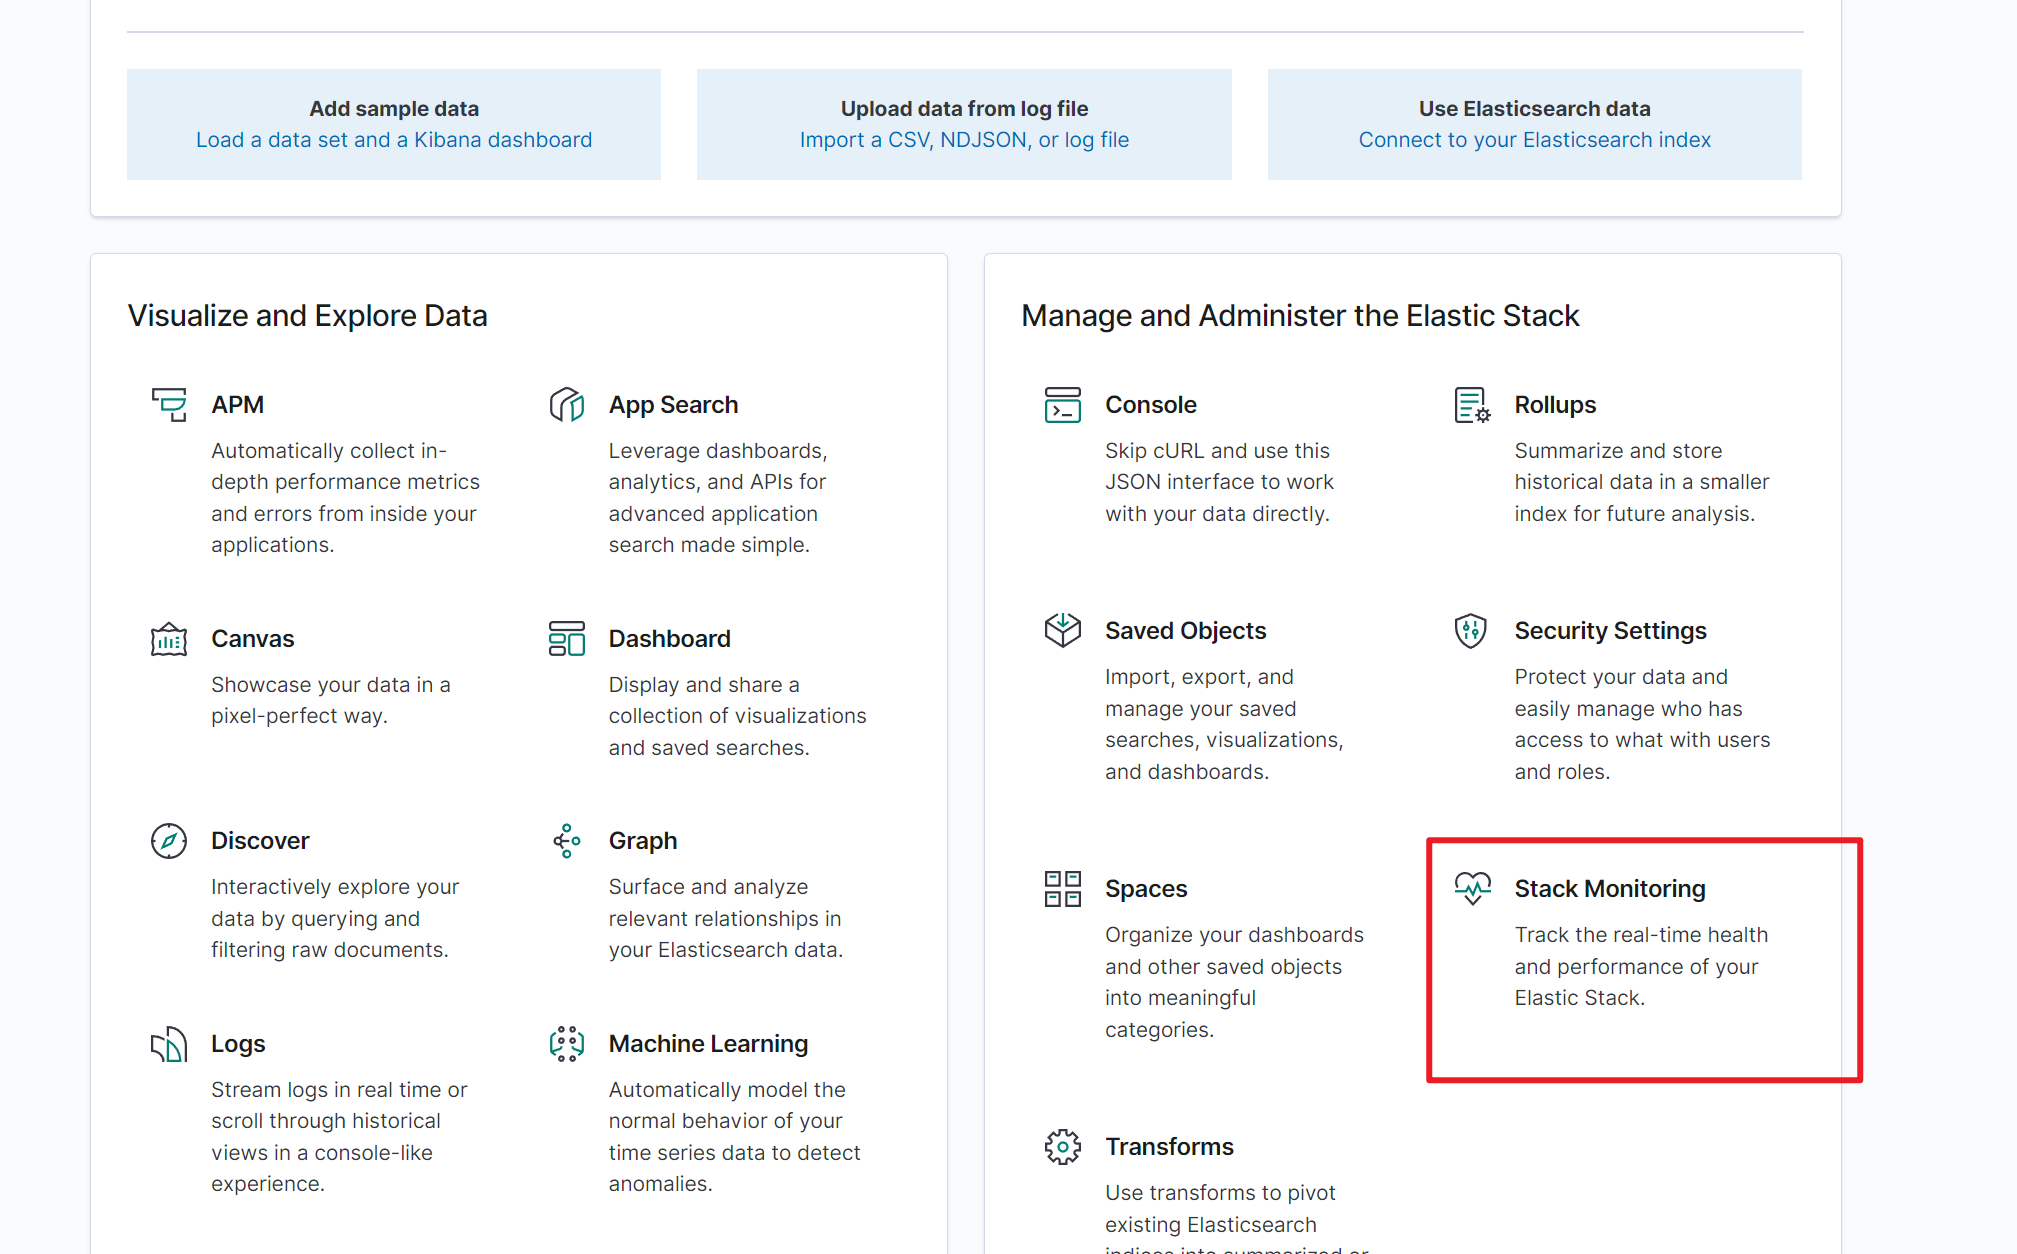 Add sample data
Load a data set and a Kibana dashboard
Upload data from log file
Import a CSV, NDJSON, or log file
Use Elasticsearch data
Connect to your Elasticsearch index
Visualize and Explore Data
APM
Automatically collect in-
depth performance metrics
and errors from inside your
applications.
App Search
Leverage dashboards,
analytics, and APIs for
advanced application
search made simple.
Canvas
Showcase your data in a
pixel-perfect way.
Dashboard
Display and share a
collection of visualizations
and saved searches.
Discover
Interactively explore your
data by querying and
filtering raw documents.
Graph
Surface and analyze
relevant relationships in
your Elasticsearch data.
Logs
Stream logs in real time or
scroll through historical
views in a console-like
experience.
Machine Learning
Automatically model the
normal behavior of your
time series data to detect
anomalies.
Manage and Administer the Elastic Stack
Console
Skip cURL and use this
JSON interface to work
with your data directly.
Rollups
Summarize and store
historical data in a smaller
index for future analysis.
Saved Objects
Import, export, and
manage your saved
searches, visualizations,
and dashboards.
Security Settings
Protect your data and
easily manage who has
access to what with users
and roles.
Spaces
Organize your dashboards
and other saved objects
into meaningful
categories.
Stack Monitoring
Track the real-time health
and performance of your
Elastic Stack.
Transforms
Use transforms to pivot
existing Elasticsearch
indices into summarized or